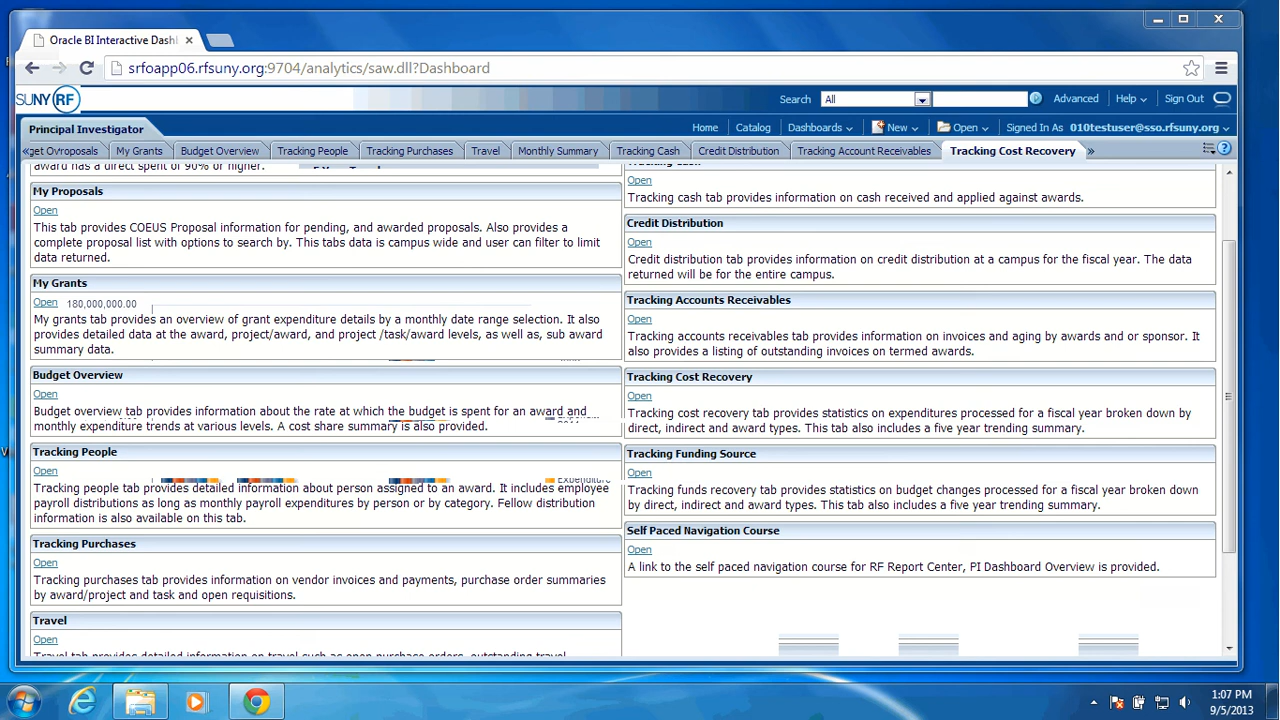 Oracle BI Interactive Dash
srfoapp06.rfsuny.org:9704/analytics/saw.dll?Dashboard
SUNY RF
Search All Advanced Help Sign Out
Principal Investigator
Home Catalog Dashboards New Open Signed In As 010testuser@sso.rfsuny.org
My Grants Budget Overview Tracking People Tracking Purchases Travel Monthly Summary Tracking Cash Credit Distribution Tracking Account Receivables Tracking Cost Recovery »
award has a direct spent of 90% or higher.
My Proposals
Open
This tab provides COEUS Proposal information for pending, and awarded proposals. Also provides a
complete proposal list with options to search by. This tabs data is campus wide and user can filter to limit
data returned.
My Grants
Open 180,000,000.00
My grants tab provides an overview of grant expenditure details by a monthly date range selection. It also
provides detailed data at the award, project/award, and project /task/award levels, as well as, sub award
summary data.
Budget Overview
Open
Budget overview tab provides information about the rate at which the budget is spent for an award and
monthly expenditure trends at various levels. A cost share summary is also provided.
Tracking People
Open
Expenditure
Tracking people tab provides detailed information about person assigned to an award. It includes employee
payroll distributions as long as monthly payroll expenditures by person or by category. Fellow distribution
information is also available on this tab.
Tracking Purchases
Open
Tracking purchases tab provides information on vendor invoices and payments, purchase order summaries
by award/project and task and open requisitions.
Travel
Open
Travel tab provides detailed information on travel such as open purchase orders, outstanding travel
Tracking Cash
Open
Tracking cash tab provides information on cash received and applied against awards.
Credit Distribution
Open
Credit distribution tab provides information on credit distribution at a campus for the fiscal year. The data
returned will be for the entire campus.
Tracking Accounts Receivables
Open
Tracking accounts receivables tab provides information on invoices and aging by awards and or sponsor. It
also provides a listing of outstanding invoices on termed awards.
Tracking Cost Recovery
Open
Tracking cost recovery tab provides statistics on expenditures processed for a fiscal year broken down by
direct, indirect and award types. This tab also includes a five year trending summary.
Tracking Funding Source
Open
Tracking funds recovery tab provides statistics on budget changes processed for a fiscal year broken down
by direct, indirect and award types. This tab also includes a five year trending summary.
Self Paced Navigation Course
Open
A link to the self paced navigation course for RF Report Center, PI Dashboard Overview is provided.
1:07 PM
9/5/2013